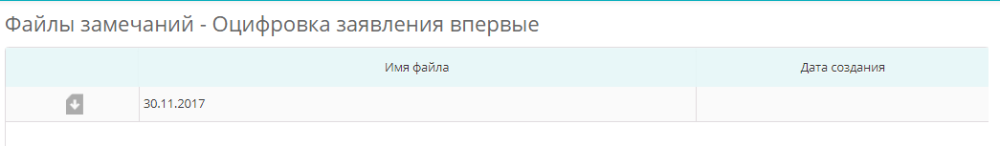 Файлы замечаний - Оцифровка заявления впервые
Имя файла Дата создания
30.11.2017